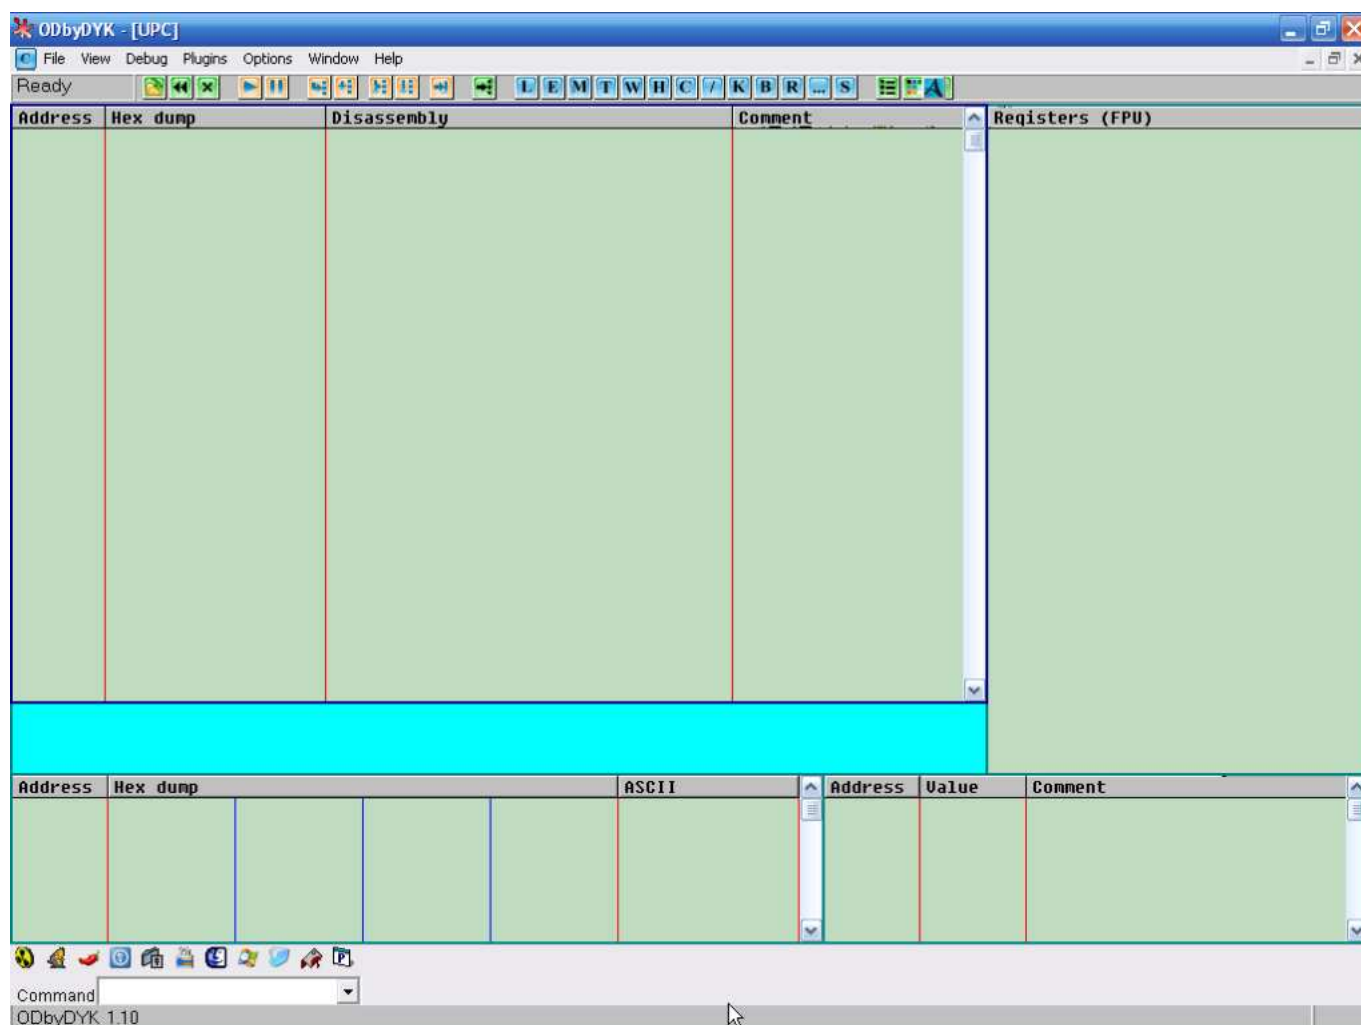 ODbyDYK - [UPC]
File View Debug Plugins Options Window Help
Ready L E M T W H C / K B R ... S
Address Hex dump Disassembly Comment Registers (FPU)
Address Hex dump ASCII Address Value Comment
Command
ODbyDYK 1.10